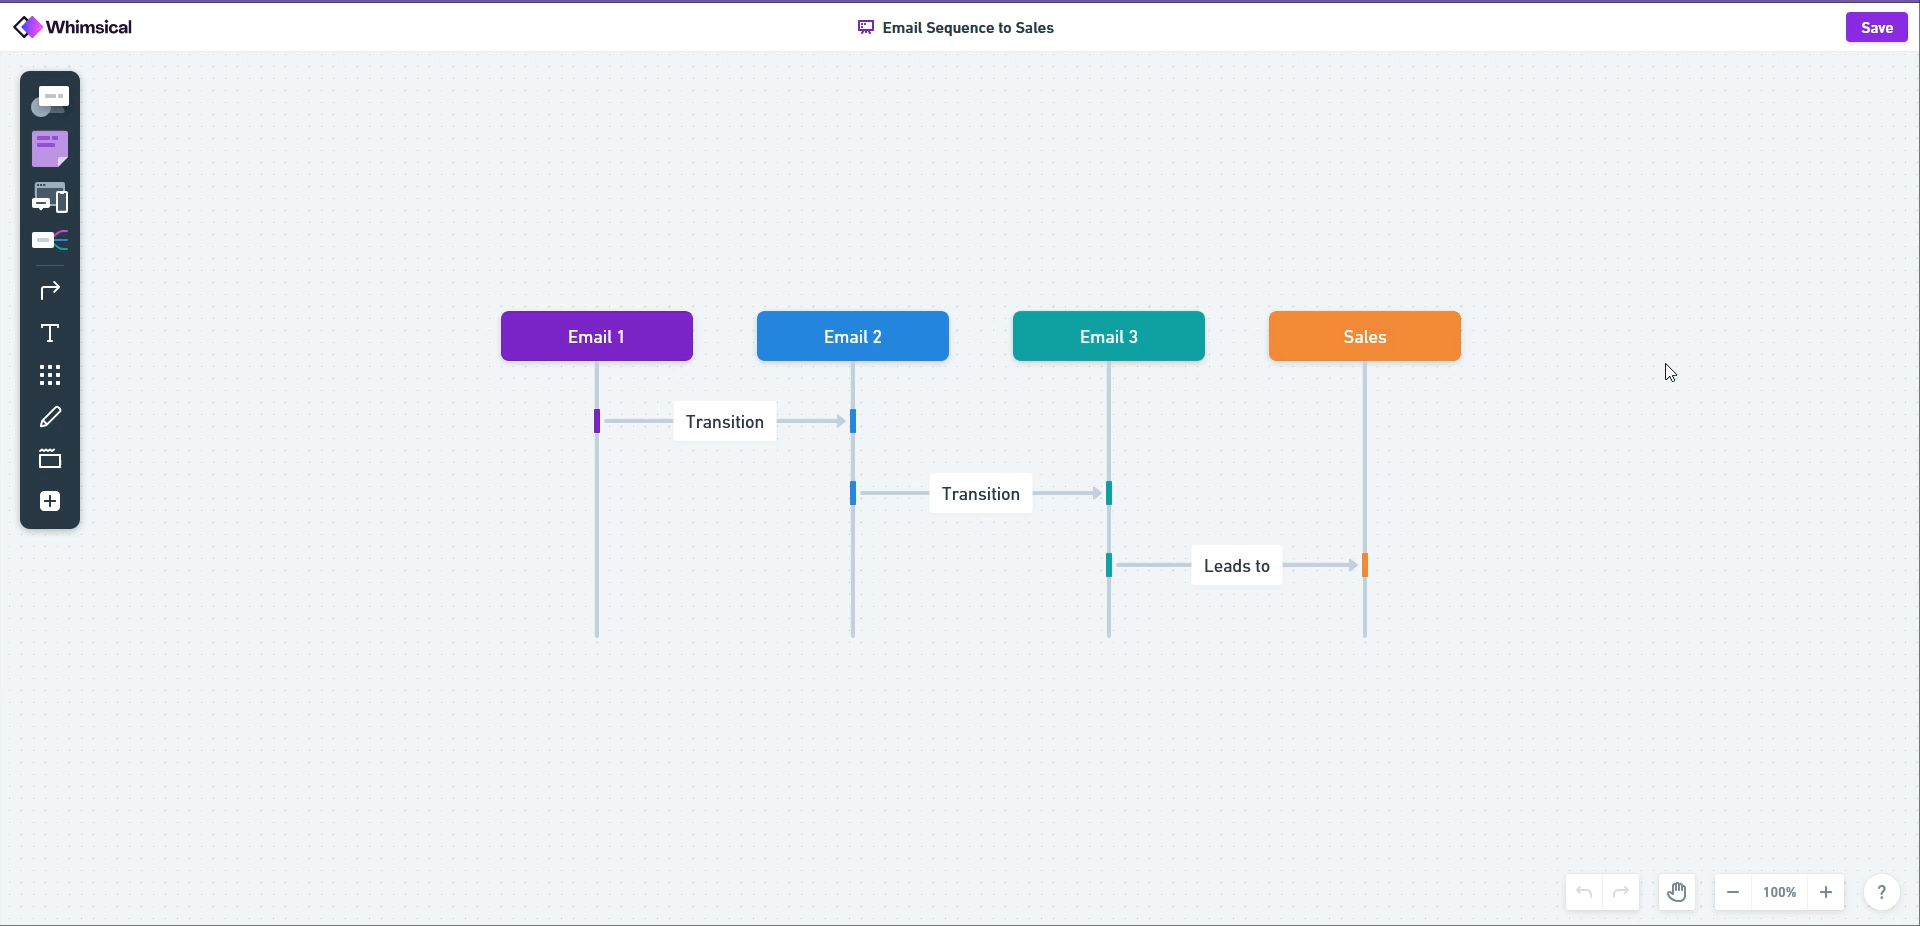 Whimsical
Email Sequence to Sales
Save
Email 1
Email 2
Email 3
Sales
Transition
Transition
Leads to
100%
?